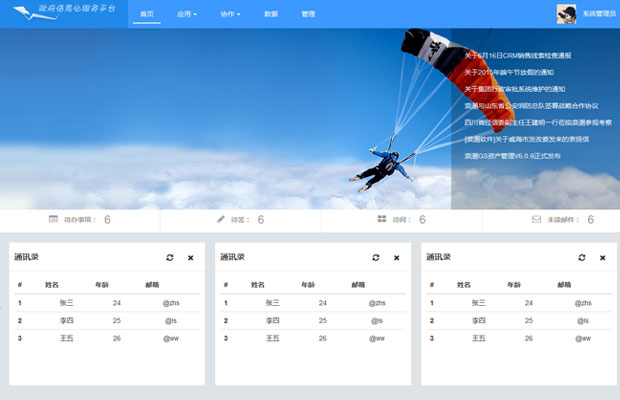 政府信息化服务平台
首页 应用 协作 数据 管理 系统管理员
关于6月16日CRM销售线索检查通报
关于2015年端午节放假的通知
关于集团行政审批系统维护的通知
浪潮与山东省公安消防总队签署战略合作协议
四川省经信委副主任王建明一行莅临浪潮参观考察
[浪潮软件]关于威海市发改委发来的表扬信
浪潮GS资产管理V6.0.9正式发布
待办事项： 6 待签： 6 待阅： 6 未读邮件： 6
通讯录 通讯录 通讯录
# 姓名 年龄 邮箱 # 姓名 年龄 邮箱 # 姓名 年龄 邮箱
1 张三 24 @zhs 1 张三 24 @zhs 1 张三 24 @zhs
2 李四 25 @ls 2 李四 25 @ls 2 李四 25 @ls
3 王五 26 @ww 3 王五 26 @ww 3 王五 26 @ww